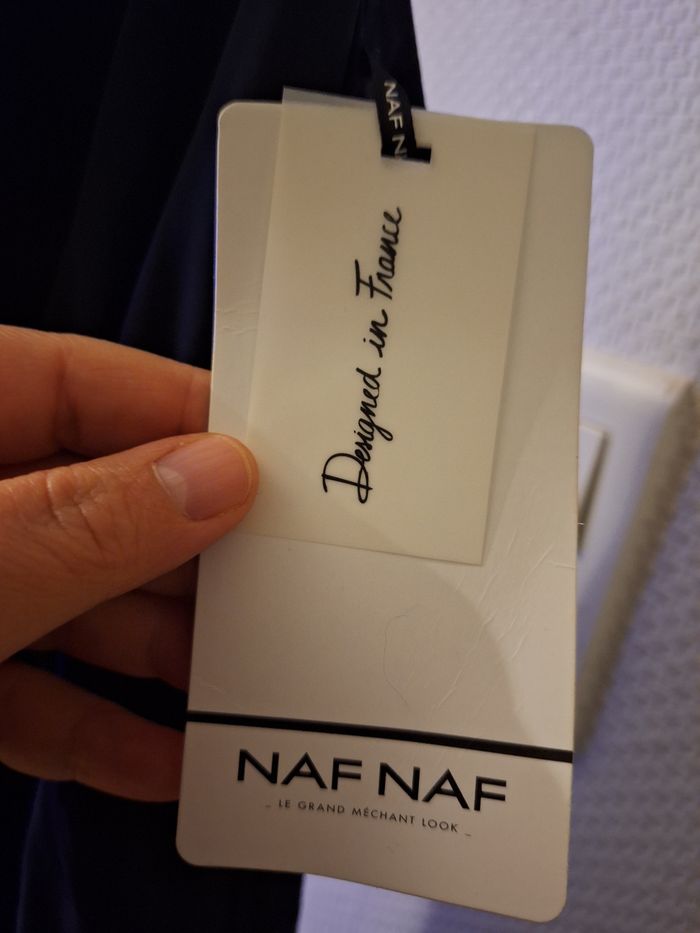 NAF N
Designed in France
NAF NAF
_ LE GRAND MÉCHANT LOOK _